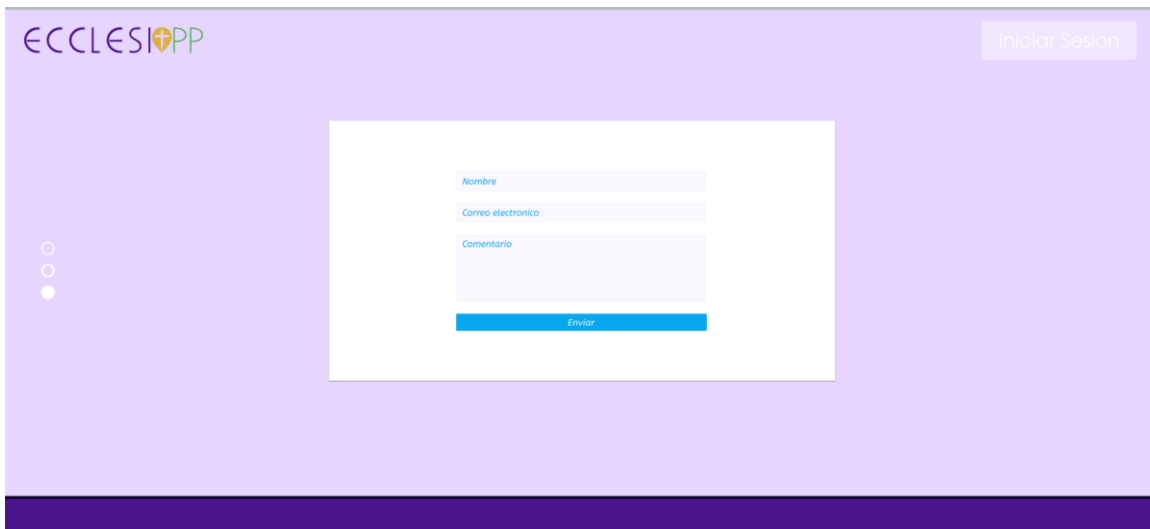 ECCLESIAPP
Iniciar Sesion
Nombre
Correo electronico
Comentario
Enviar